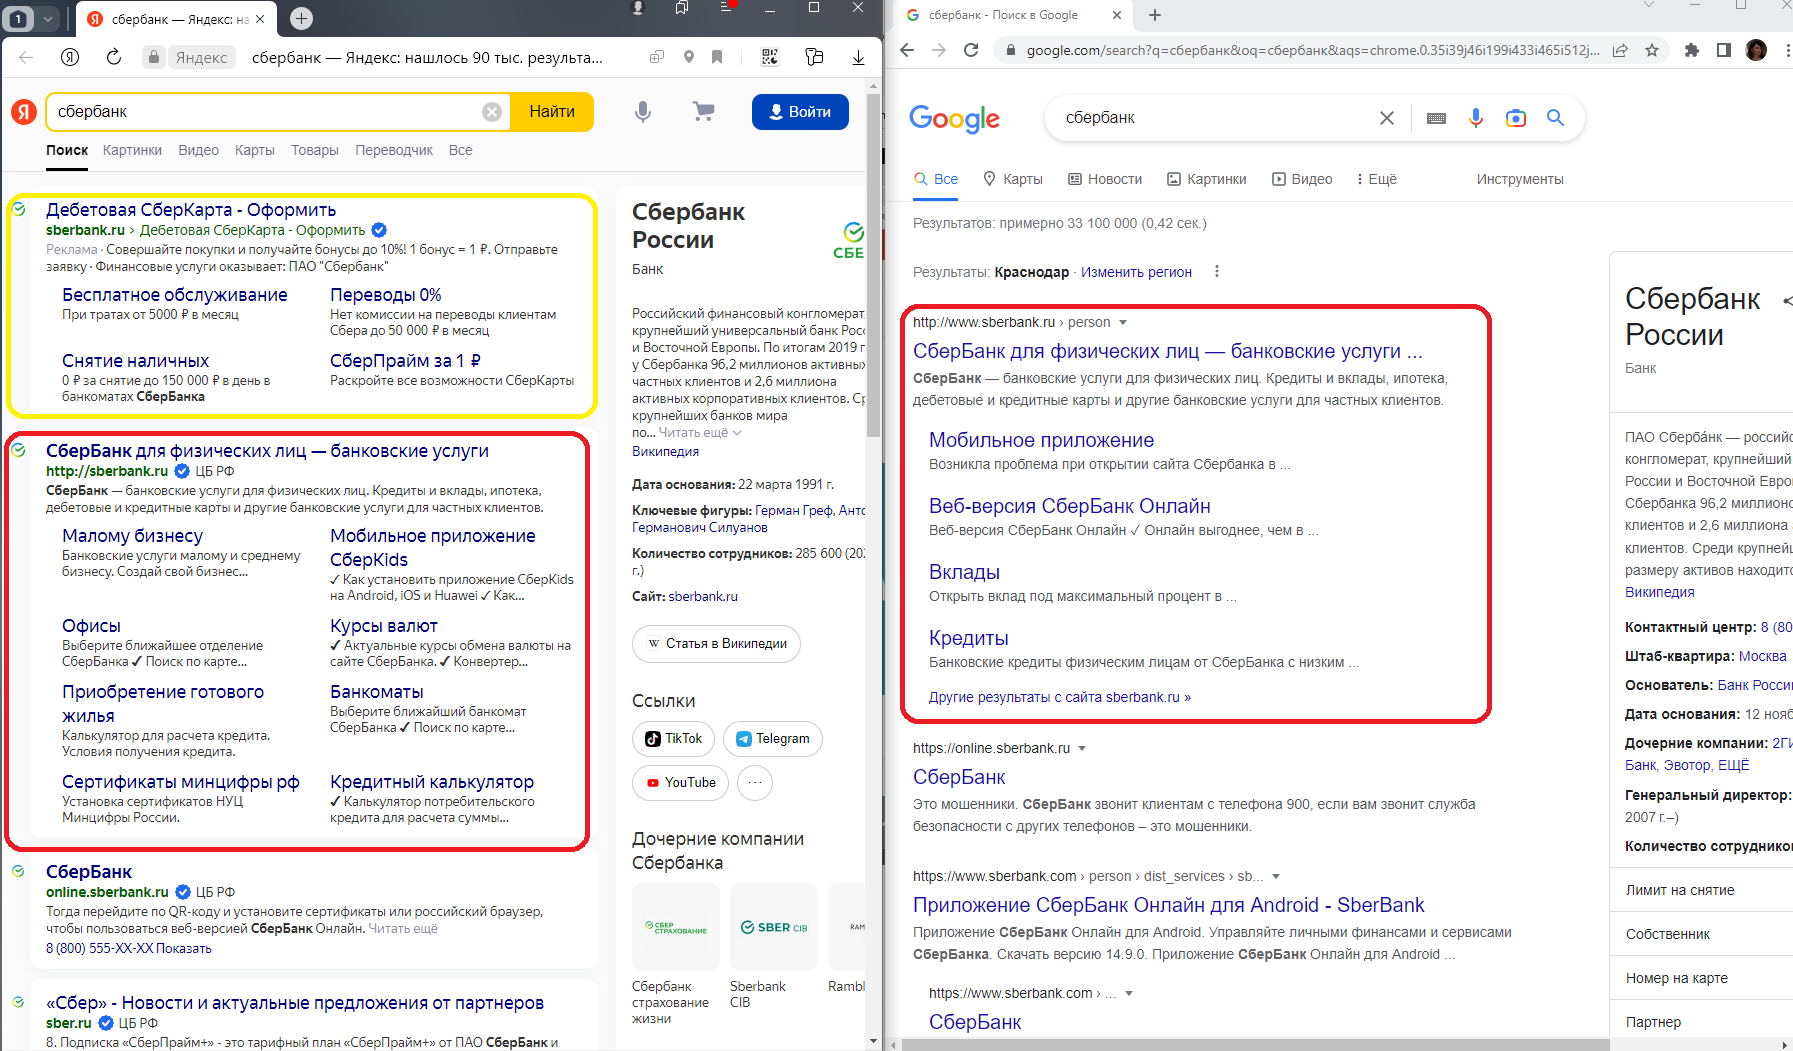 1
сбербанк — Яндекс: на
Яндекс
сбербанк — Яндекс: нашлось 90 тыс. результа...
Я
сбербанк
Найти
Войти
Поиск
Картинки
Видео
Карты
Товары
Переводчик
Все
Дебетовая СберКарта - Оформить
sberbank.ru › Дебетовая СберКарта - Оформить
Реклама · Совершайте покупки и получайте бонусы до 10%! 1 бонус = 1 ₽. Отправьте
заявку · Финансовые услуги оказывает: ПАО "Сбербанк"
Бесплатное обслуживание
При тратах от 5000 ₽ в месяц
Переводы 0%
Нет комиссии на переводы клиентам
Сбера до 50 000 ₽ в месяц
Снятие наличных
0 ₽ за снятие до 150 000 ₽ в день в
банкоматах СберБанка
СберПрайм за 1 ₽
Раскройте все возможности СберКарты
СберБанк для физических лиц — банковские услуги
http://sberbank.ru ЦБ РФ
СберБанк — банковские услуги для физических лиц. Кредиты и вклады, ипотека,
дебетовые и кредитные карты и другие банковские услуги для частных клиентов.
Малому бизнесу
Банковские услуги малому и среднему
бизнесу. Создай свой бизнес...
Мобильное приложение
СберKids
✓ Как установить приложение СберKids
на Android, iOS и Huawei ✓ Как...
Офисы
Выберите ближайшее отделение
СберБанка ✓ Поиск по карте...
Курсы валют
✓ Актуальные курсы обмена валюты на
сайте СберБанка. ✓ Конвертер...
Приобретение готового
жилья
Калькулятор для расчета кредита.
Условия получения кредита.
Банкоматы
Выберите ближайший банкомат
СберБанка ✓ Поиск по карте...
Сертификаты минцифры рф
Установка сертификатов НУЦ
Минцифры России.
Кредитный калькулятор
✓ Калькулятор потребительского
кредита для расчета суммы...
СберБанк
online.sberbank.ru ЦБ РФ
Тогда перейдите по QR-коду и установите сертификаты или российский браузер,
чтобы пользоваться веб-версией СберБанк Онлайн. Читать ещё
8 (800) 555-XX-XX Показать
«Сбер» - Новости и актуальные предложения от партнеров
sber.ru ЦБ РФ
8. Подписка «СберПрайм+» - это тарифный план «СберПрайм+» от ПАО СберБанк и
Сбербанк
России
Банк
СБЕ
Российский финансовый конгломерат,
крупнейший универсальный банк Рос
и Восточной Европы. По итогам 2019 г
у Сбербанка 96,2 миллионов активных
частных клиентов и 2,6 миллиона
активных корпоративных клиентов. Ср
крупнейших банков мира
по... Читать ещё
Википедия
Дата основания: 22 марта 1991 г.
Ключевые фигуры: Герман Греф, Анто
Германович Силуанов
Количество сотрудников: 285 600 (202
г.)
Сайт: sberbank.ru
W Статья в Википедии
Ссылки
TikTok
Telegram
YouTube
...
Дочерние компании
Сбербанка
СБЕР
СТРАХОВАНИЕ
SBER CIB
RAM
Сбербанк
страхование
жизни
Sberbank
CIB
Rambl
сбербанк - Поиск в Google
google.com/search?q=сбербанк&oq=сбербанк&aqs=chrome.0.35i39j46i199i433i465i512j...
Google
сбербанк
Все
Карты
Новости
Картинки
Видео
Ещё
Инструменты
Результатов: примерно 33 100 000 (0,42 сек.)
Результаты: Краснодар · Изменить регион
http://www.sberbank.ru › person
СберБанк для физических лиц — банковские услуги ...
СберБанк — банковские услуги для физических лиц. Кредиты и вклады, ипотека,
дебетовые и кредитные карты и другие банковские услуги для частных клиентов.
Мобильное приложение
Возникла проблема при открытии сайта Сбербанка в ...
Веб-версия СберБанк Онлайн
Веб-версия СберБанк Онлайн ✓ Онлайн выгоднее, чем в ...
Вклады
Открыть вклад под максимальный процент в ...
Кредиты
Банковские кредиты физическим лицам от СберБанка с низким ...
Другие результаты с сайта sberbank.ru »
https://online.sberbank.ru
СберБанк
Это мошенники. СберБанк звонит клиентам с телефона 900, если вам звонит служба
безопасности с других телефонов – это мошенники.
https://www.sberbank.com › person › dist_services › sb...
Приложение СберБанк Онлайн для Android - SberBank
Приложение СберБанк Онлайн для Android. Управляйте личными финансами и сервисами
СберБанка. Скачать версию 14.9.0. Приложение СберБанк Онлайн для Android ...
https://www.sberbank.com › ...
СберБанк
Сбербанк
России
Банк
ПАО Сберба́нк — российс
конгломерат, крупнейший
России и Восточной Евро
Сбербанка 96,2 миллионо
клиентов и 2,6 миллиона
клиентов. Среди крупней
размеру активов находитс
Википедия
Контактный центр: 8 (80
Штаб-квартира: Москва
Основатель: Банк Росси
Дата основания: 12 нояб
Дочерние компании: 2ГИ
Банк, Эвотор, ЕЩЁ
Генеральный директор:
2007 г.–)
Количество сотруднико
Лимит на снятие
Собственник
Номер на карте
Партнер